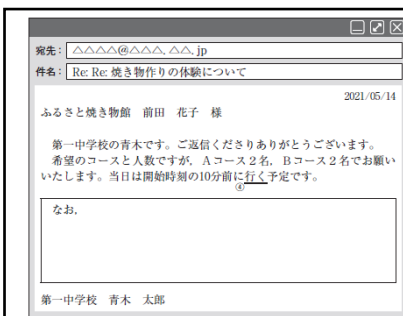 宛先： △△△△@△△△.△△.jp
件名： Re: Re: 焼き物作りの体験について
2021/05/14
ふるさと焼き物館　前田　花子　様
第一中学校の青木です。ご返信くださりありがとうございます。
希望のコースと人数ですが，Ａコース２名，Ｂコース２名でお願い
いたします。当日は開始時刻の10分前に行く予定です。
④
なお，
第一中学校　青木　太郎